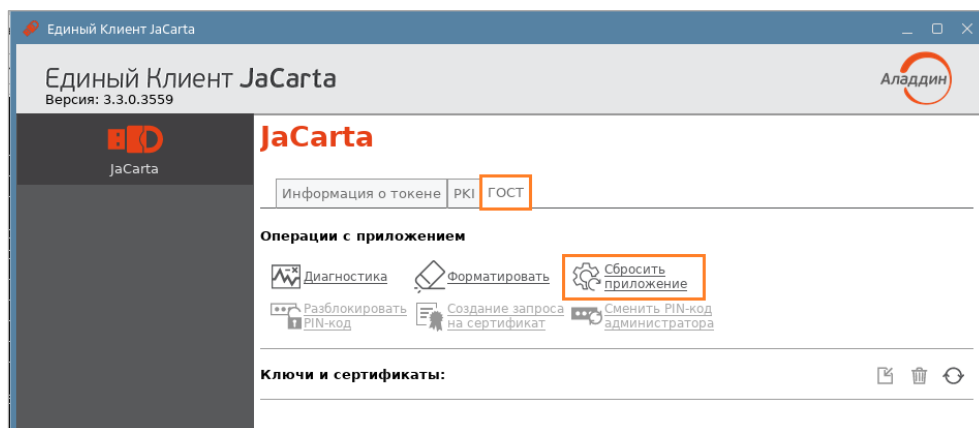 Единый Клиент JaCarta
Единый Клиент JaCarta
Версия: 3.3.0.3559
Аладдин
JaCarta
JaCarta
Информация о токене PKI ГОСТ
Операции с приложением
Диагностика Форматировать Сбросить
приложение
Разблокировать Создание запроса Сменить PIN-код
PIN-код на сертификат администратора
Ключи и сертификаты: